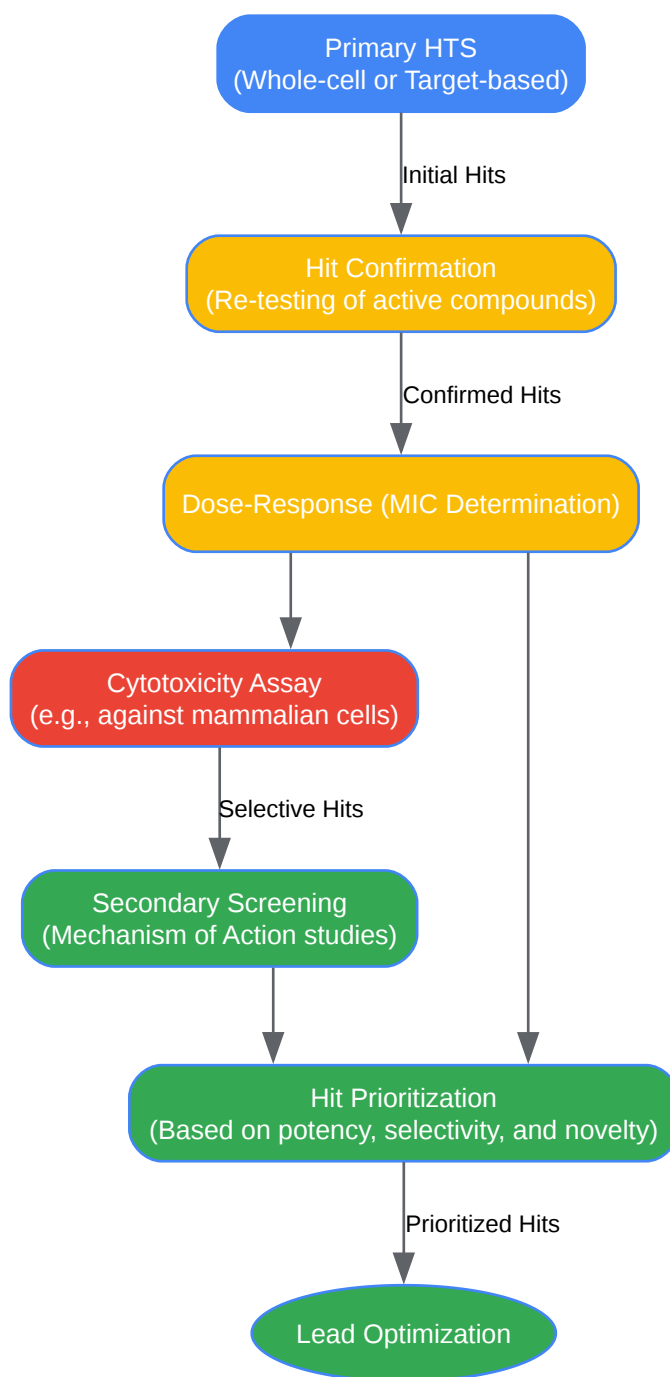 Primary HTS
(Whole-cell or Target-based)
Initial Hits
Hit Confirmation
(Re-testing of active compounds)
Confirmed Hits
Dose-Response (MIC Determination)
Cytotoxicity Assay
(e.g., against mammalian cells)
Selective Hits
Secondary Screening
(Mechanism of Action studies)
Hit Prioritization
(Based on potency, selectivity, and novelty)
Prioritized Hits
Lead Optimization